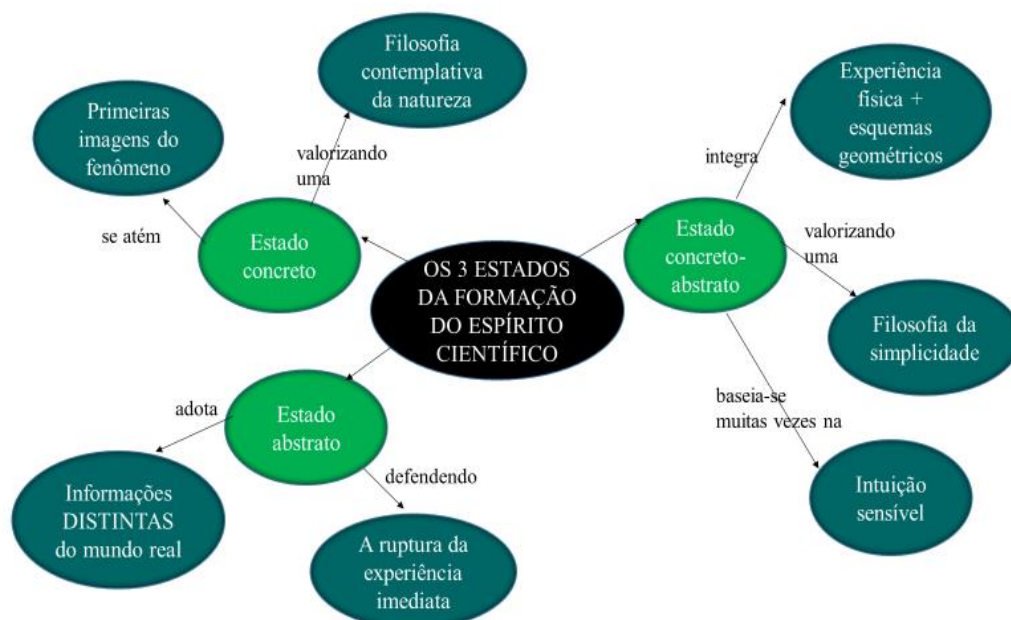 OS 3 ESTADOS
DA FORMAÇÃO
DO ESPÍRITO
CIENTÍFICO
Estado
concreto
se atém
Primeiras
imagens do
fenômeno
valorizando
uma
Filosofia
contemplativa
da natureza
Estado
concreto-
abstrato
integra
Experiência
física +
esquemas
geométricos
valorizando
uma
Filosofia da
simplicidade
baseia-se
muitas vezes na
Intuição
sensível
Estado
abstrato
adota
Informações
DISTINTAS
do mundo real
defendendo
A ruptura da
experiência
imediata